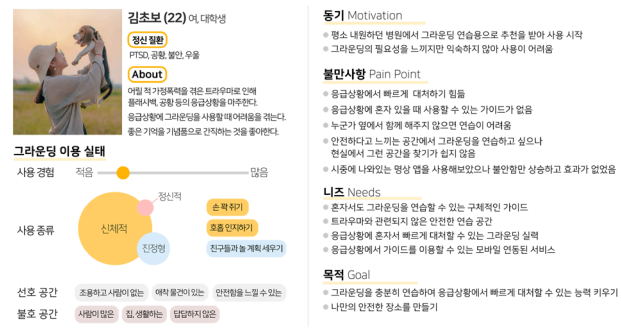 김초보 (22) 여, 대학생
정신 질환
PTSD, 공황, 불안, 우울
About
어릴 적 가정폭력을 겪은 트라우마로 인해
플래시백, 공황 등의 응급상황을 마주한다.
응급상황에 그라운딩을 사용할 때 어려움을 겪는다.
좋은 기억을 기념품으로 간직하는 것을 좋아한다.
그라운딩 이용 실태
사용 경험 적음 많음
사용 종류
정신적
신체적
진정형
손 꽉 쥐기
호흡 인지하기
친구들과 놀 계획 세우기
선호 공간 조용하고 사람이 없는 애착 물건이 있는 안전함을 느낄 수 있는
불호 공간 사람이 많은 집, 생활하는 답답하지 않은
동기 Motivation
평소 내원하던 병원에서 그라운딩 연습용으로 추천을 받아 사용 시작
그라운딩의 필요성을 느끼지만 익숙하지 않아 사용이 어려움
불만사항 Pain Point
응급상황에서 빠르게 대처하기 힘듦
응급상황에 혼자 있을 때 사용할 수 있는 가이드가 없음
누군가 옆에서 함께 해주지 않으면 연습이 어려움
안전하다고 느끼는 공간에서 그라운딩을 연습하고 싶으나
현실에서 그런 공간을 찾기가 쉽지 않음
시중에 나와있는 명상 앱을 사용해보았으나 불안함만 상승하고 효과가 없었음
니즈 Needs
혼자서도 그라운딩을 연습할 수 있는 구체적인 가이드
트라우마와 관련되지 않은 안전한 연습 공간
응급상황에 혼자서 빠르게 대처할 수 있는 그라운딩 실력
응급상황에서 가이드를 이용할 수 있는 모바일 연동된 서비스
목적 Goal
그라운딩을 충분히 연습하여 응급상황에서 빠르게 대처할 수 있는 능력 키우기
나만의 안전한 장소를 만들기